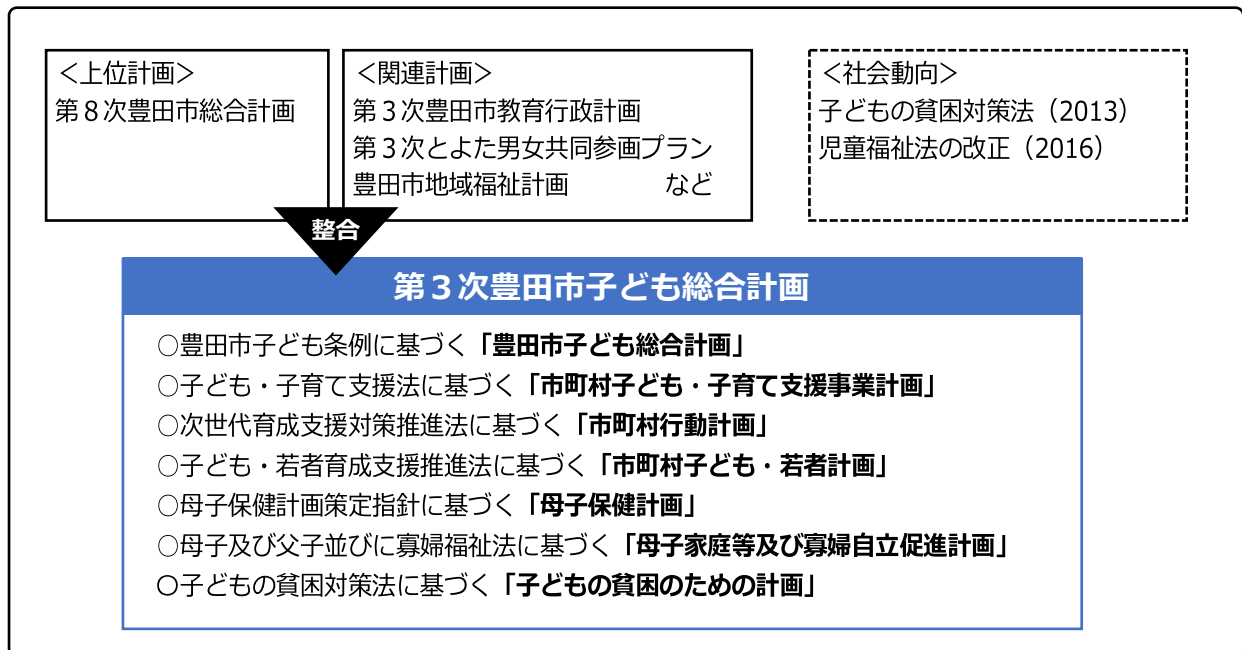 ＜上位計画＞
第８次豊田市総合計画
＜関連計画＞
第３次豊田市教育行政計画
第３次とよた男女共同参画プラン
豊田市地域福祉計画　　　　など
＜社会動向＞
子どもの貧困対策法（2013）
児童福祉法の改正（2016）
整合
第３次豊田市子ども総合計画
○豊田市子ども条例に基づく「豊田市子ども総合計画」
○子ども・子育て支援法に基づく「市町村子ども・子育て支援事業計画」
○次世代育成支援対策推進法に基づく「市町村行動計画」
○子ども・若者育成支援推進法に基づく「市町村子ども・若者計画」
○母子保健計画策定指針に基づく「母子保健計画」
○母子及び父子並びに寡婦福祉法に基づく「母子家庭等及び寡婦自立促進計画」
〇子どもの貧困対策法に基づく「子どもの貧困のための計画」